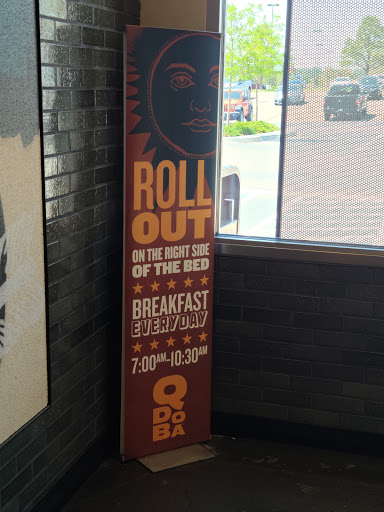 ROLL
OUT
ON THE RIGHT SIDE
OF THE BED
BREAKFAST
EVERYDAY
7:00AM-10:30AM
Q
DO
BA